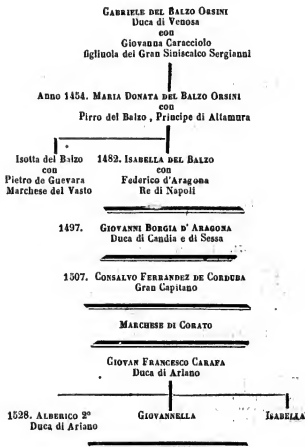 GABRIELE DEL BALZO ORSINI
Duca di Venosa
con
Giovanna Caracciolo
figliuola del Gran Siniscalco Sergianni
Anno 1454. MARIA DONATA DEL BALZO ORSINI
con
Pirro del Balzo, Principe di Altamura
Isotta del Balzo
con
Pietro de Guevara
Marchese del Vasto
1482. ISABELLA DEL BALZO
con
Federico d'Aragona
Re di Napoli
1497. GIOVANNI BORGIA D' ARAGONA
Duca di Candia e di Sessa
1507. CONSALVO FERRANDEZ DE CORDUBA
Gran Capitano
MARCHESE DI CORATO
GIOVAN FRANCESCO CARAFA
Duca di Ariano
1528. ALBERICO 2°
Duca di Ariano
GIOVANNELLA
ISABELLA